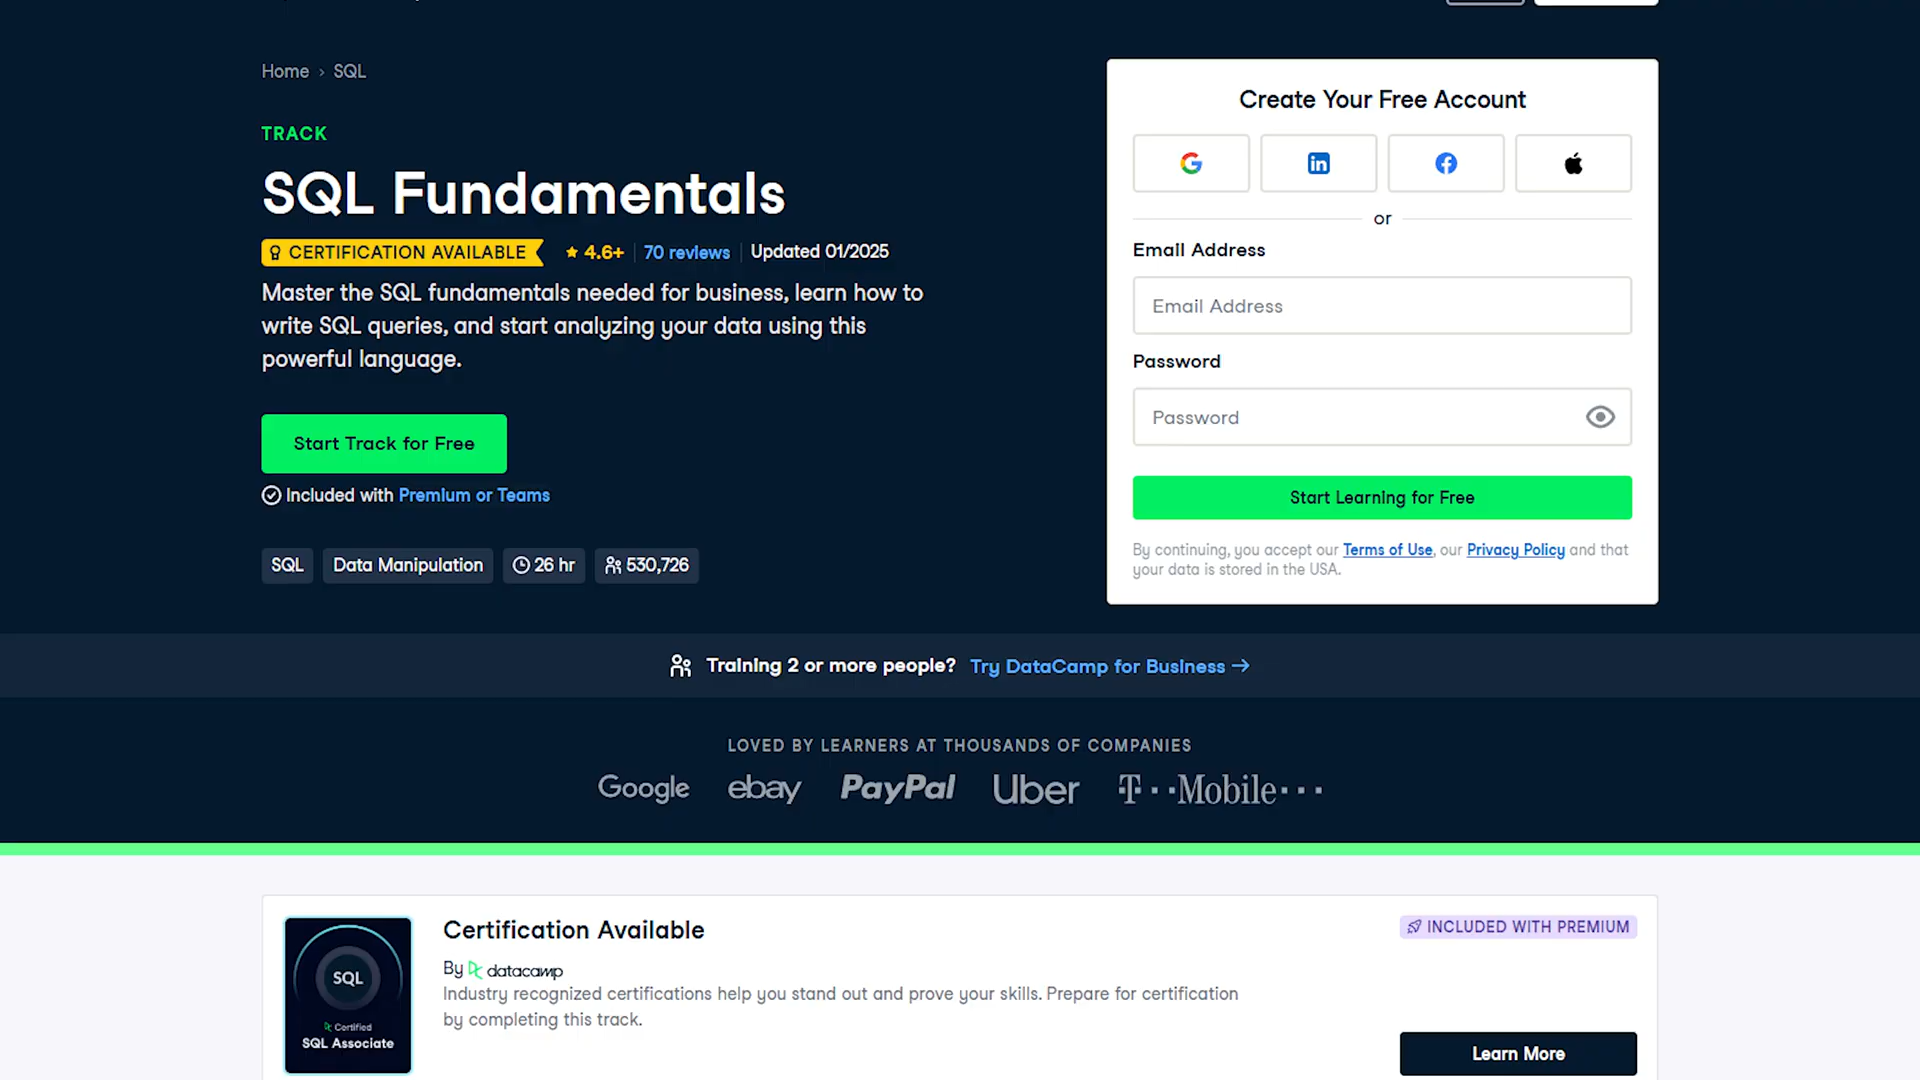 Home › SQL
TRACK
SQL Fundamentals
CERTIFICATION AVAILABLE 4.6+ 70 reviews Updated 01/2025
Master the SQL fundamentals needed for business, learn how to
write SQL queries, and start analyzing your data using this
powerful language.
Start Track for Free
Included with Premium or Teams
SQL Data Manipulation 26 hr 530,726
Create Your Free Account
or
Email Address
Email Address
Password
Password
Start Learning for Free
By continuing, you accept our Terms of Use, our Privacy Policy and that
your data is stored in the USA.
Training 2 or more people? Try DataCamp for Business →
LOVED BY LEARNERS AT THOUSANDS OF COMPANIES
Google ebay PayPal Uber T··Mobile···
SQL
Certified
SQL Associate
Certification Available
By datacamp
Industry recognized certifications help you stand out and prove your skills. Prepare for certification
by completing this track.
INCLUDED WITH PREMIUM
Learn More